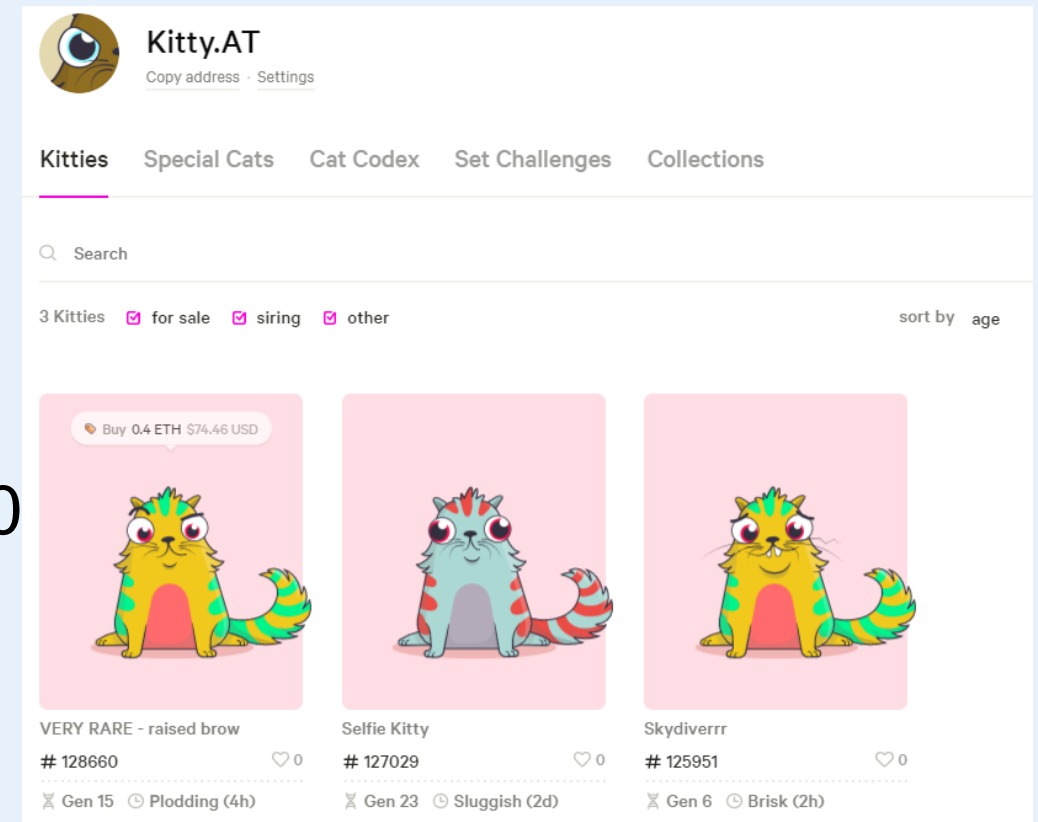 Kitty.AT
Copy address · Settings
Kitties Special Cats Cat Codex Set Challenges Collections
Search
3 Kitties for sale siring other sort by age
Buy 0.4 ETH $74.46 USD
0
VERY RARE - raised brow Selfie Kitty Skydiverrr
# 128660 0 # 127029 0 # 125951 0
Gen 15 Plodding (4h) Gen 23 Sluggish (2d) Gen 6 Brisk (2h)